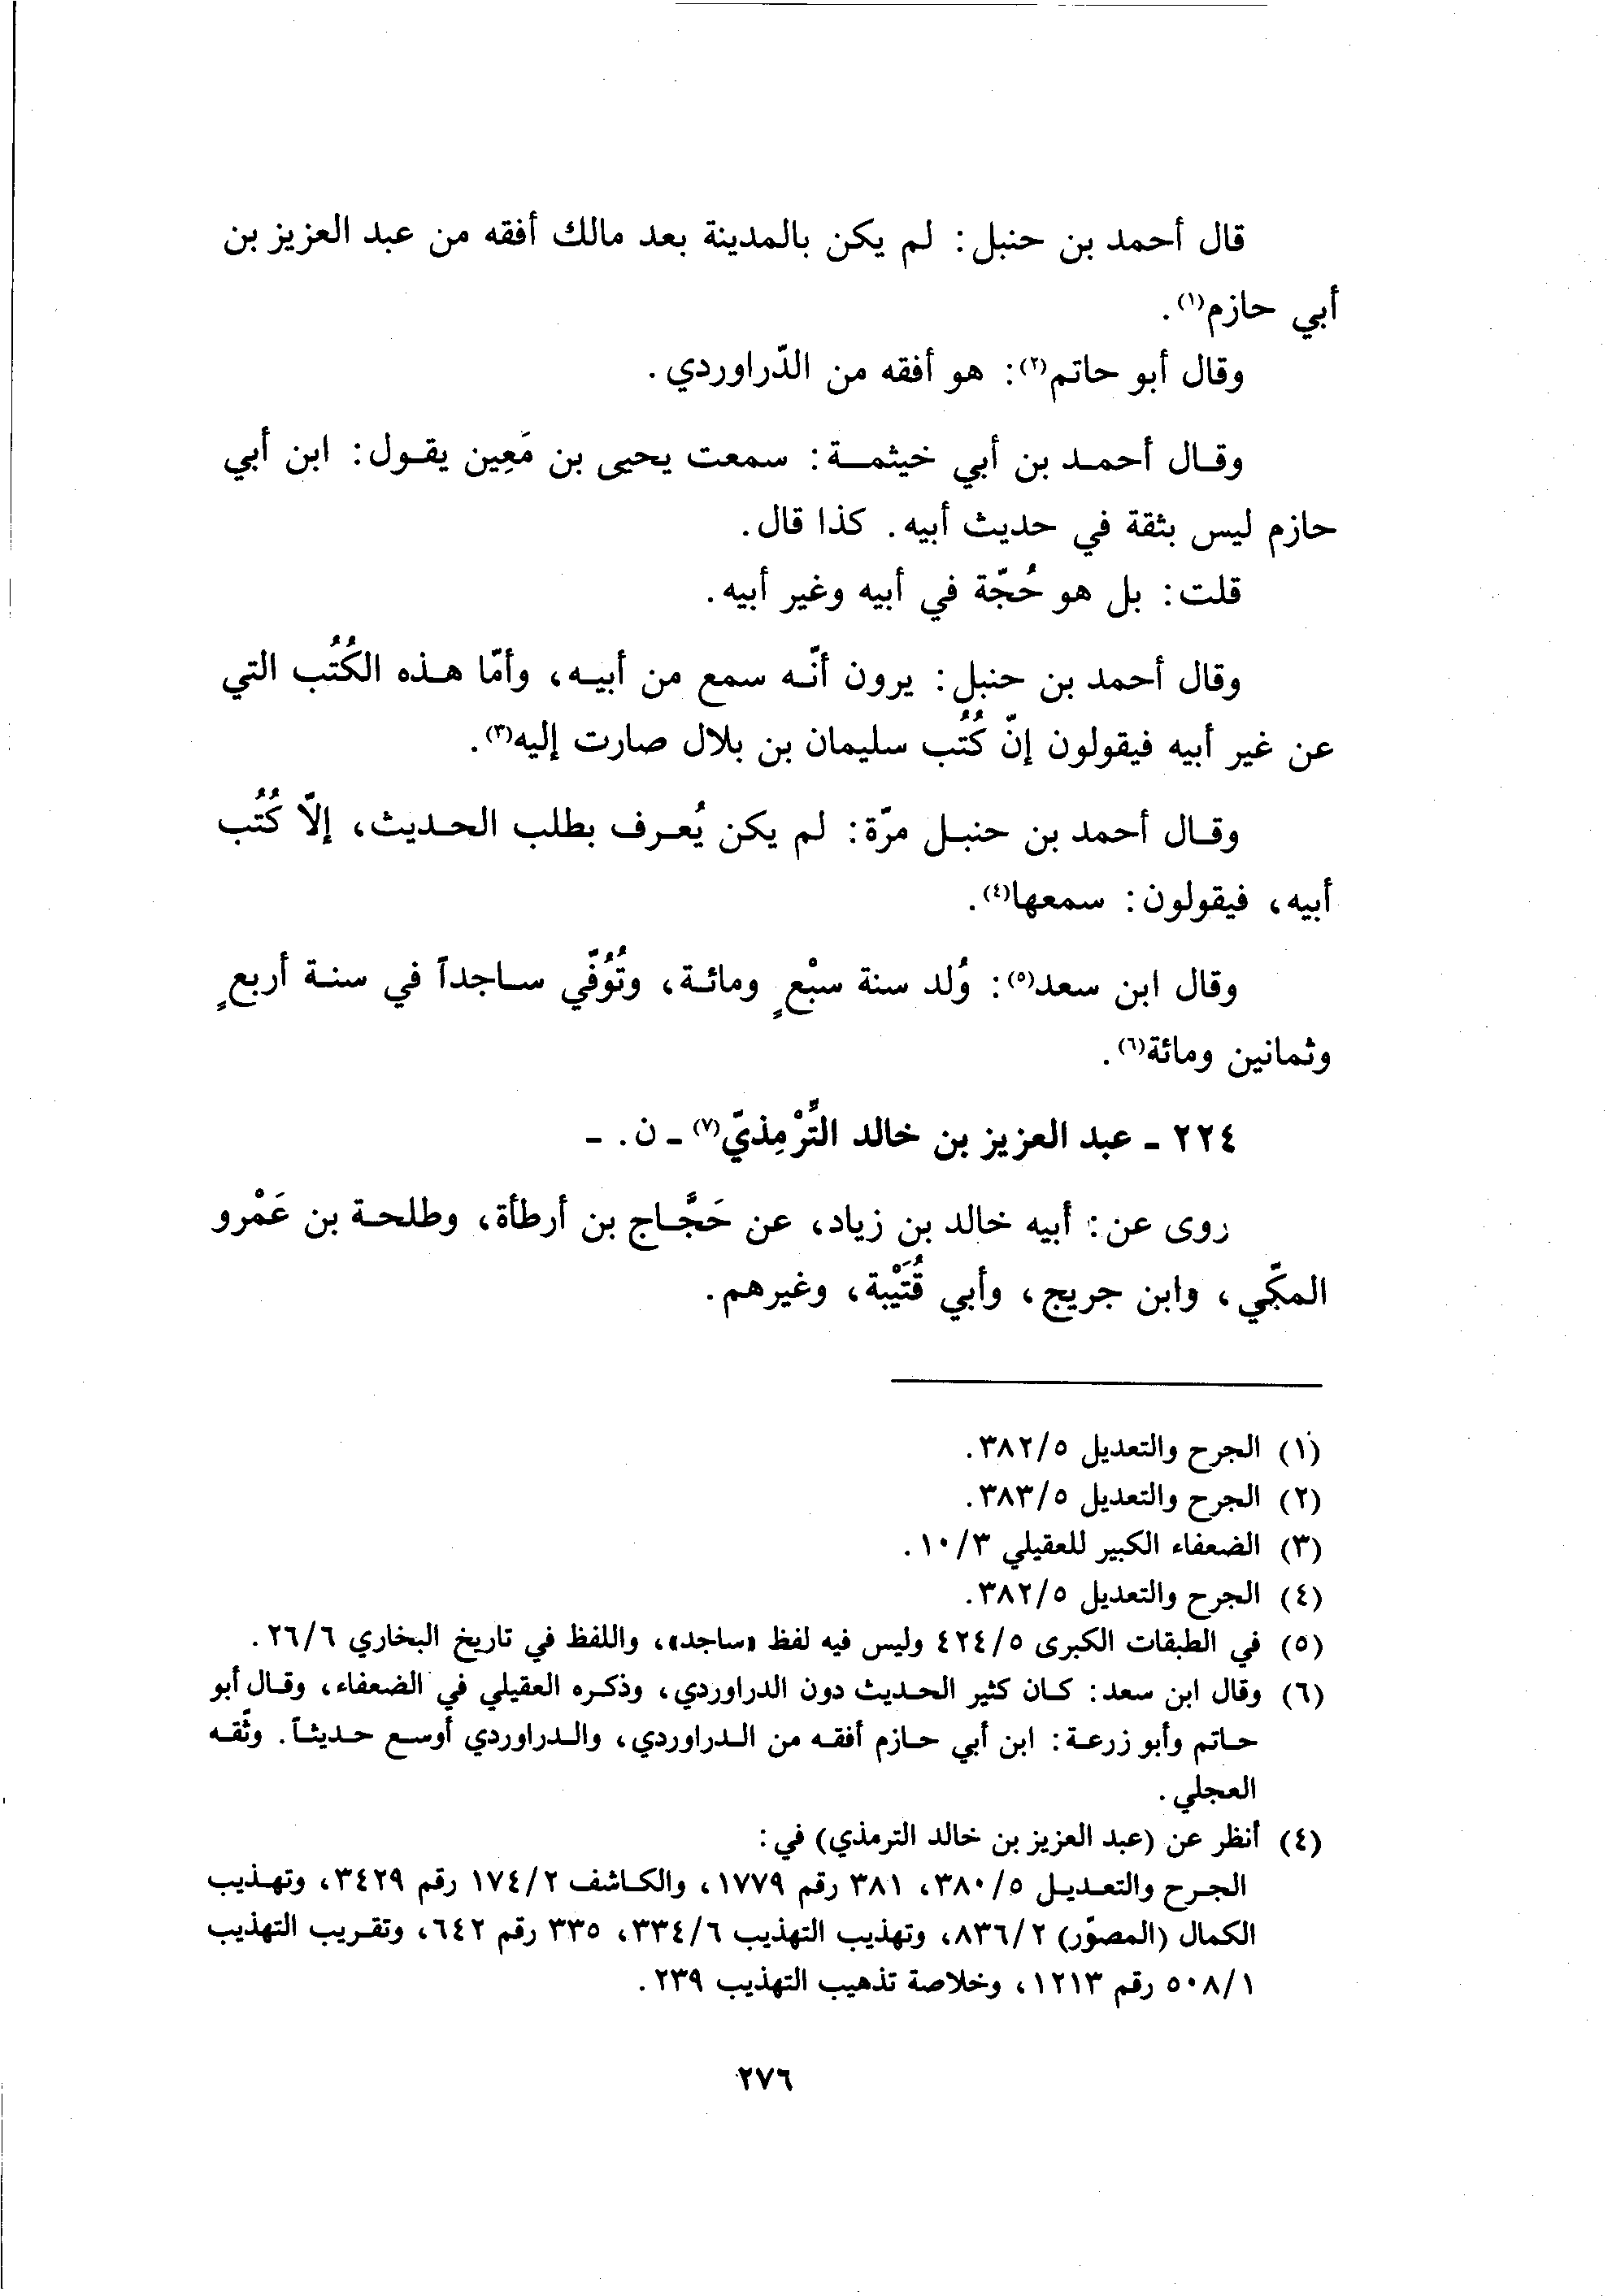 قال أحمد بن حنبل: لم يكن بالمدينة بعد مالك أفقه من عبد العزيز بن
أبي حازم(١).
وقال أبو حاتم(٢): هو أفقه من الدّراوردي.
وقال أحمد بن أبي خيثمة: سمعت يحيى بن مَعِين يقول: ابن أبي
حازم ليس بثقة في حديث أبيه. كذا قال.
قلت: بل هو حُجّة في أبيه وغير أبيه.
وقال أحمد بن حنبل: يرون أنّه سمع من أبيه، وأمّا هذه الكُتُب التي
عن غير أبيه فيقولون إنّ كُتُب سليمان بن بلال صارت إليه(٣).
وقال أحمد بن حنبل مرّة: لم يكن يُعرف بطلب الحديث، إلّا كُتُب
أبيه، فيقولون: سمعها(٤).
وقال ابن سعد(٥): وُلد سنة سبْعٍ ومائة، وتُوُفّي ساجداً في سنة أربعٍ
وثمانين ومائة(٦).
٢٢٤ ـ عبد العزيز بن خالد التِّرْمِذيّ(٧) ـ ن. ـ
روى عن: أبيه خالد بن زياد، عن حَجَّاج بن أرطأة، وطلحة بن عَمْرو
المكّي، وابن جريج، وأبي قُتَيْبة، وغيرهم.
(١) الجرح والتعديل ٣٨٢/٥.
(٢) الجرح والتعديل ٣٨٣/٥.
(٣) الضعفاء الكبير للعقيلي ١٠/٣.
(٤) الجرح والتعديل ٣٨٢/٥.
(٥) في الطبقات الكبرى ٤٢٤/٥ وليس فيه لفظ «ساجد»، واللفظ في تاريخ البخاري ٢٦/٦.
(٦) وقال ابن سعد: كان كثير الحديث دون الدراوردي، وذكره العقيلي في الضعفاء، وقال أبو
حاتم وأبو زرعة: ابن أبي حازم أفقه من الدراوردي، والدراوردي أوسع حديثاً. وثّقه
العجلي.
(٤) أنظر عن (عبد العزيز بن خالد الترمذي) في:
الجرح والتعديل ٣٨٠/٥، ٣٨١ رقم ١٧٧٩، والكاشف ١٧٤/٢ رقم ٣٤٢٩، وتهذيب
الكمال (المصوّر) ٨٣٦/٢، وتهذيب التهذيب ٣٣٤/٦، ٣٣٥ رقم ٦٤٢، وتقريب التهذيب
٥٠٨/١ رقم ١٢١٣، وخلاصة تذهيب التهذيب ٢٣٩.
٢٧٦